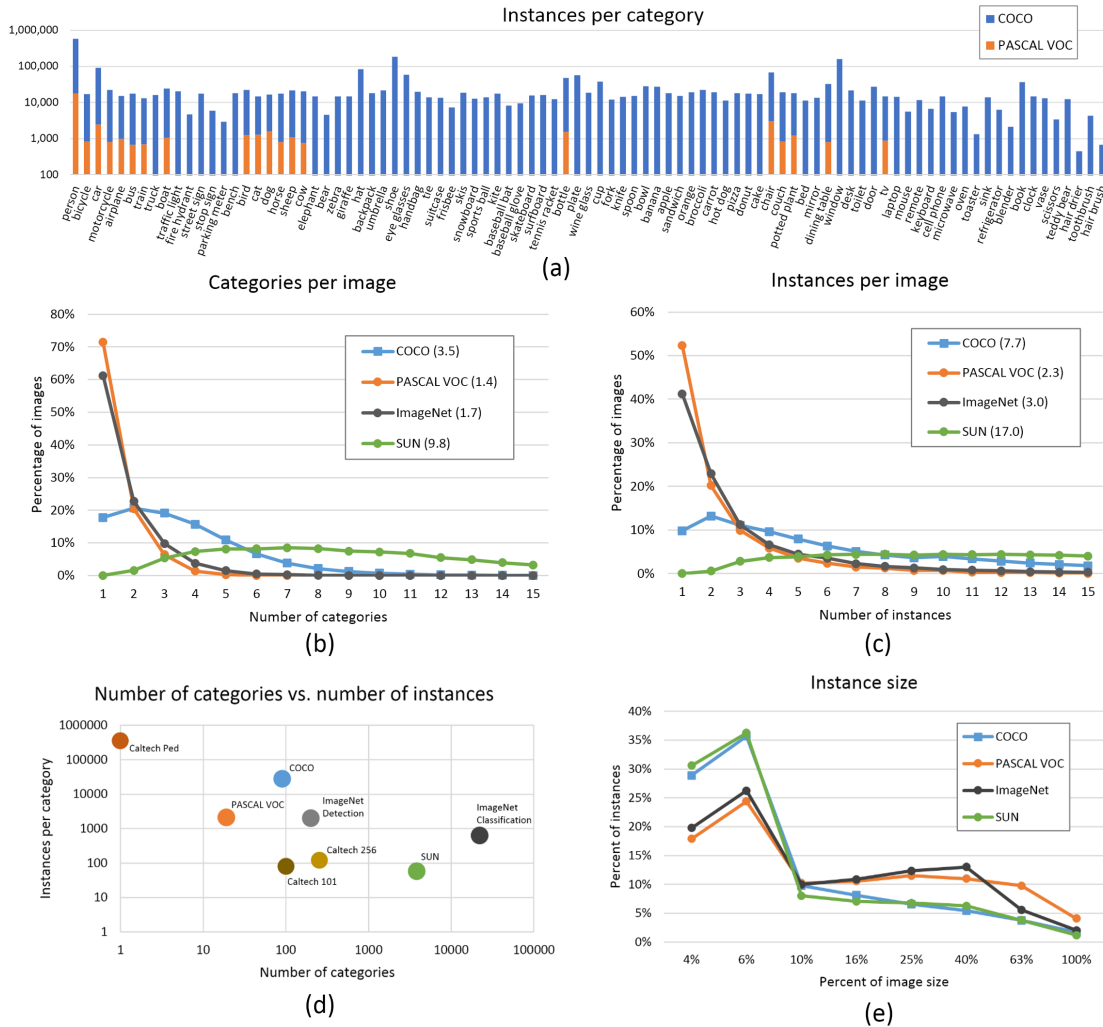 Instances per category
COCO
PASCAL VOC
1,000,000
100,000
10,000
1,000
100
person
bicycle
car
motorcycle
airplane
bus
train
truck
boat
traffic light
fire hydrant
street sign
stop sign
parking meter
bench
bird
cat
dog
horse
sheep
cow
elephant
bear
zebra
giraffe
hat
backpack
umbrella
shoe
eye glasses
handbag
tie
suitcase
frisbee
skis
snowboard
sports ball
kite
baseball bat
baseball glove
skateboard
surfboard
tennis racket
bottle
plate
wine glass
cup
fork
knife
spoon
bowl
banana
apple
sandwich
orange
broccoli
carrot
hot dog
pizza
donut
cake
chair
couch
potted plant
bed
mirror
dining table
window
desk
toilet
door
tv
laptop
mouse
remote
keyboard
cell phone
microwave
oven
toaster
sink
refrigerator
blender
book
clock
vase
scissors
teddy bear
hair drier
toothbrush
hair brush
(a)
Categories per image
Percentage of images
80%
70%
60%
50%
40%
30%
20%
10%
0%
COCO (3.5)
PASCAL VOC (1.4)
ImageNet (1.7)
SUN (9.8)
1 2 3 4 5 6 7 8 9 10 11 12 13 14 15
Number of categories
(b)
Instances per image
Percentage of images
60%
50%
40%
30%
20%
10%
0%
COCO (7.7)
PASCAL VOC (2.3)
ImageNet (3.0)
SUN (17.0)
1 2 3 4 5 6 7 8 9 10 11 12 13 14 15
Number of instances
(c)
Number of categories vs. number of instances
Instances per category
1000000
100000
10000
1000
100
10
1
Caltech Ped
COCO
PASCAL VOC
ImageNet
Detection
ImageNet
Classification
Caltech 256
Caltech 101
SUN
1 10 100 1000 10000 100000
Number of categories
(d)
Instance size
Percent of instances
40%
35%
30%
25%
20%
15%
10%
5%
0%
COCO
PASCAL VOC
ImageNet
SUN
4% 6% 10% 16% 25% 40% 63% 100%
Percent of image size
(e)